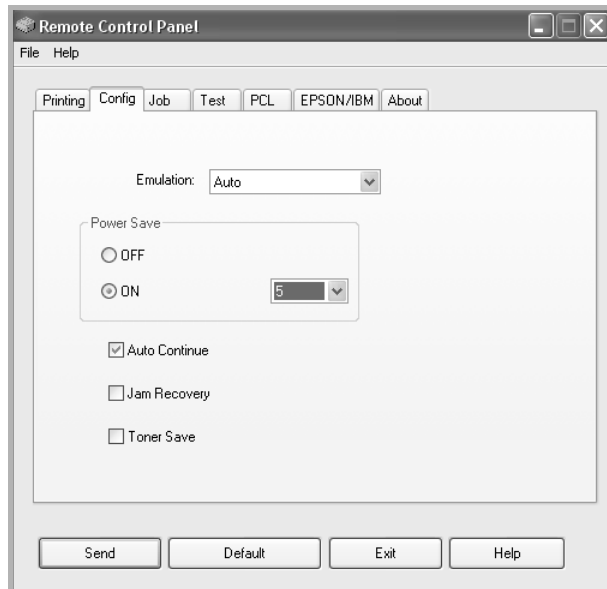 Remote Control Panel
File Help
Printing Config Job Test PCL EPSON/IBM About
Emulation: Auto
Power Save
OFF
ON 5
Auto Continue
Jam Recovery
Toner Save
Send Default Exit Help